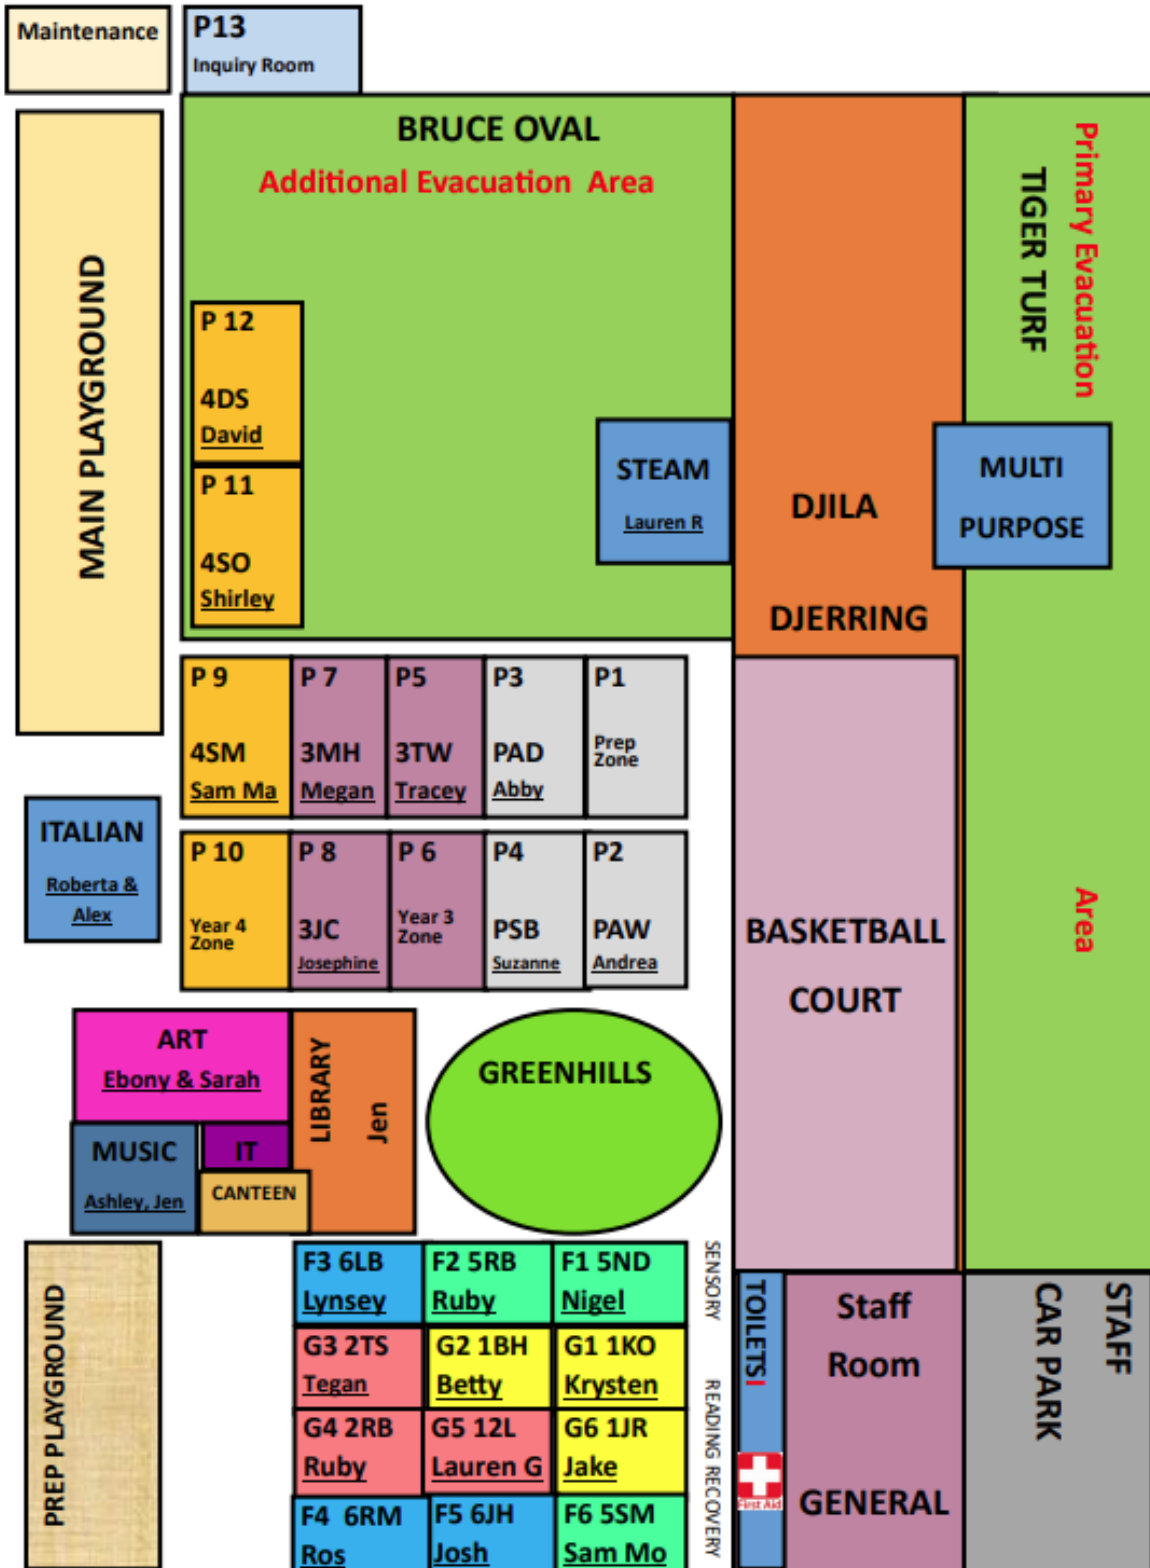 Maintenance
P13
Inquiry Room
BRUCE OVAL
Additional Evacuation Area
MAIN PLAYGROUND
P 12
4DS
David
P 11
4SO
Shirley
STEAM
Lauren R
DJILA
DJERRING
TIGER TURF
Primary Evacuation
Area
MULTI
PURPOSE
P 9
4SM
Sam Ma
P 7
3MH
Megan
P5
3TW
Tracey
P3
PAD
Abby
P1
Prep
Zone
ITALIAN
Roberta &
Alex
P 10
Year 4
Zone
P 8
3JC
Josephine
P 6
Year 3
Zone
P4
PSB
Suzanne
P2
PAW
Andrea
BASKETBALL
COURT
ART
Ebony & Sarah
LIBRARY
Jen
MUSIC
Ashley, Jen
IT
CANTEEN
GREENHILLS
PREP PLAYGROUND
F3 6LB
Lynsey
F2 5RB
Ruby
F1 5ND
Nigel
G3 2TS
Tegan
G2 1BH
Betty
G1 1KO
Krysten
G4 2RB
Ruby
G5 12L
Lauren G
G6 1JR
Jake
F4 6RM
Ros
F5 6JH
Josh
F6 5SM
Sam Mo
SENSORY
READING RECOVERY
TOILETSI
First Aid
Staff
Room
GENERAL
STAFF
CAR PARK